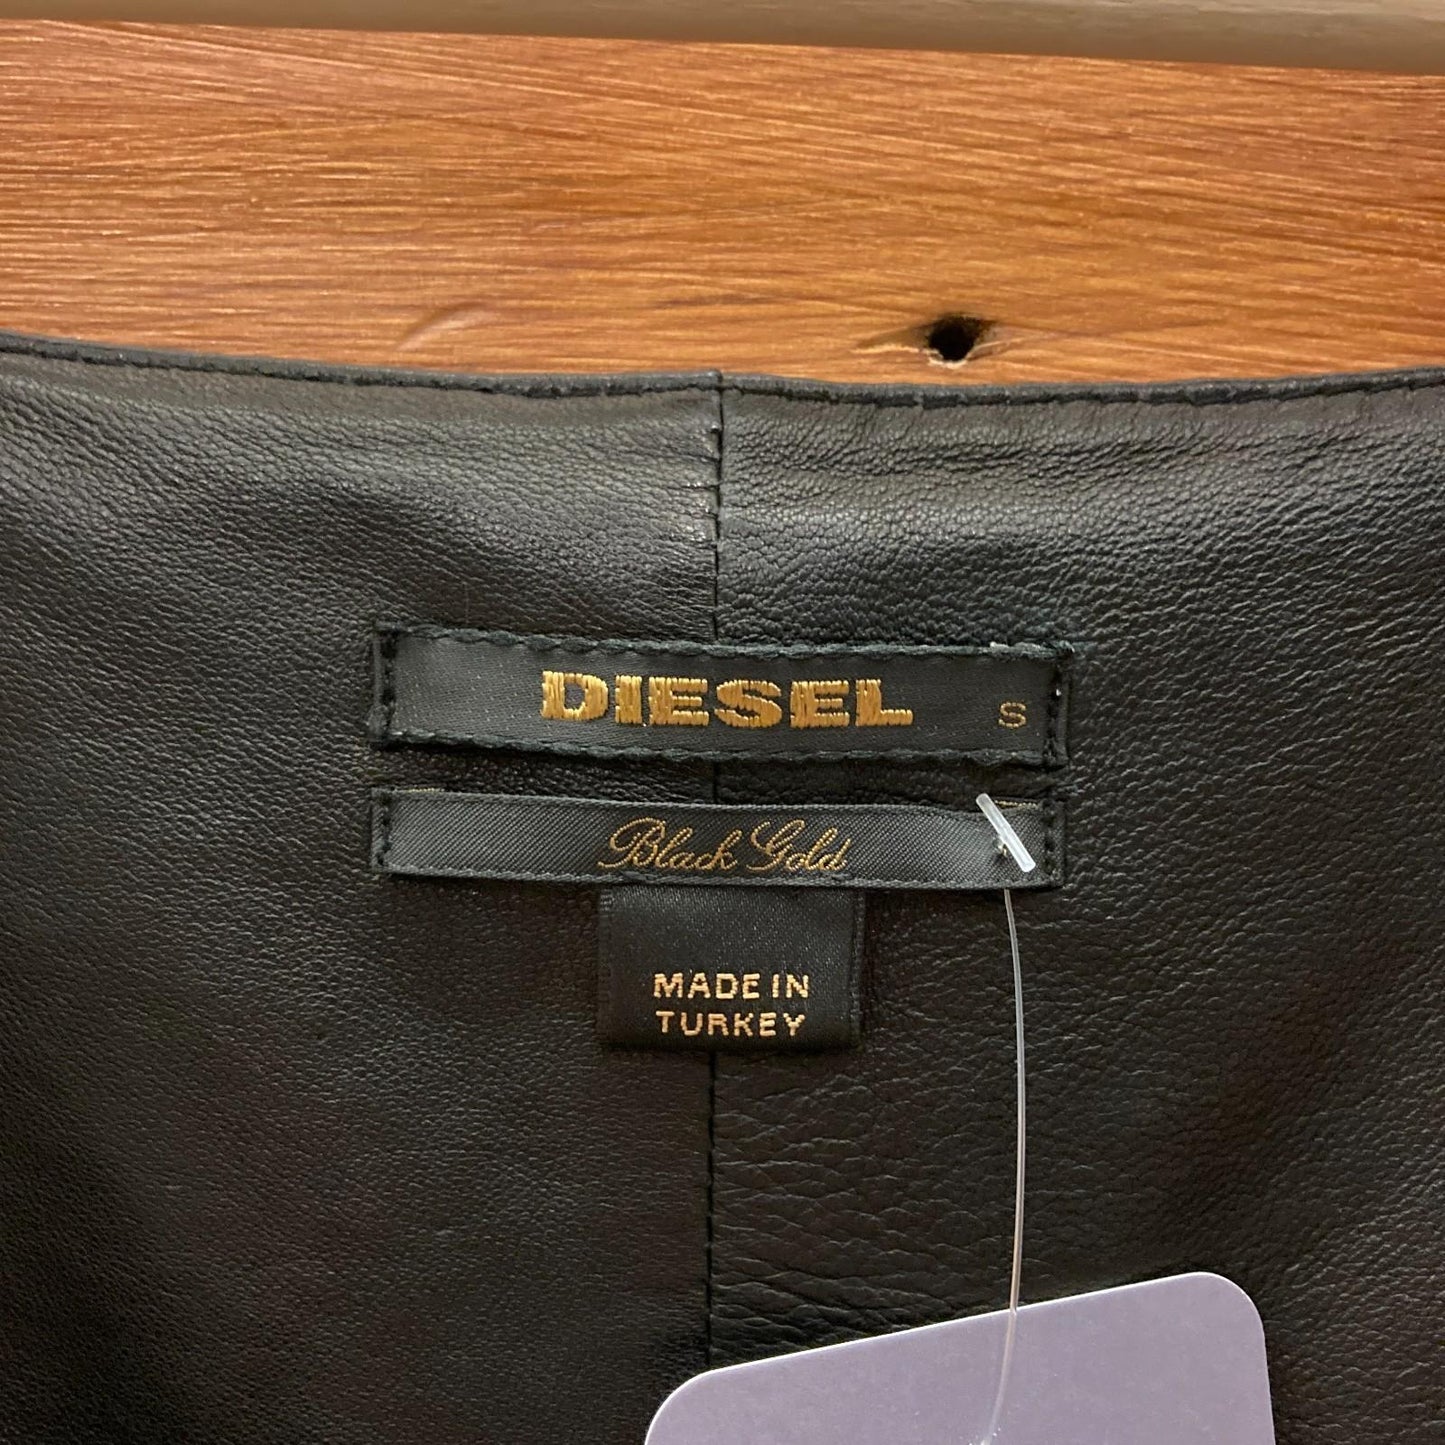 DIESEL S
Black Gold
MADE IN
TURKEY